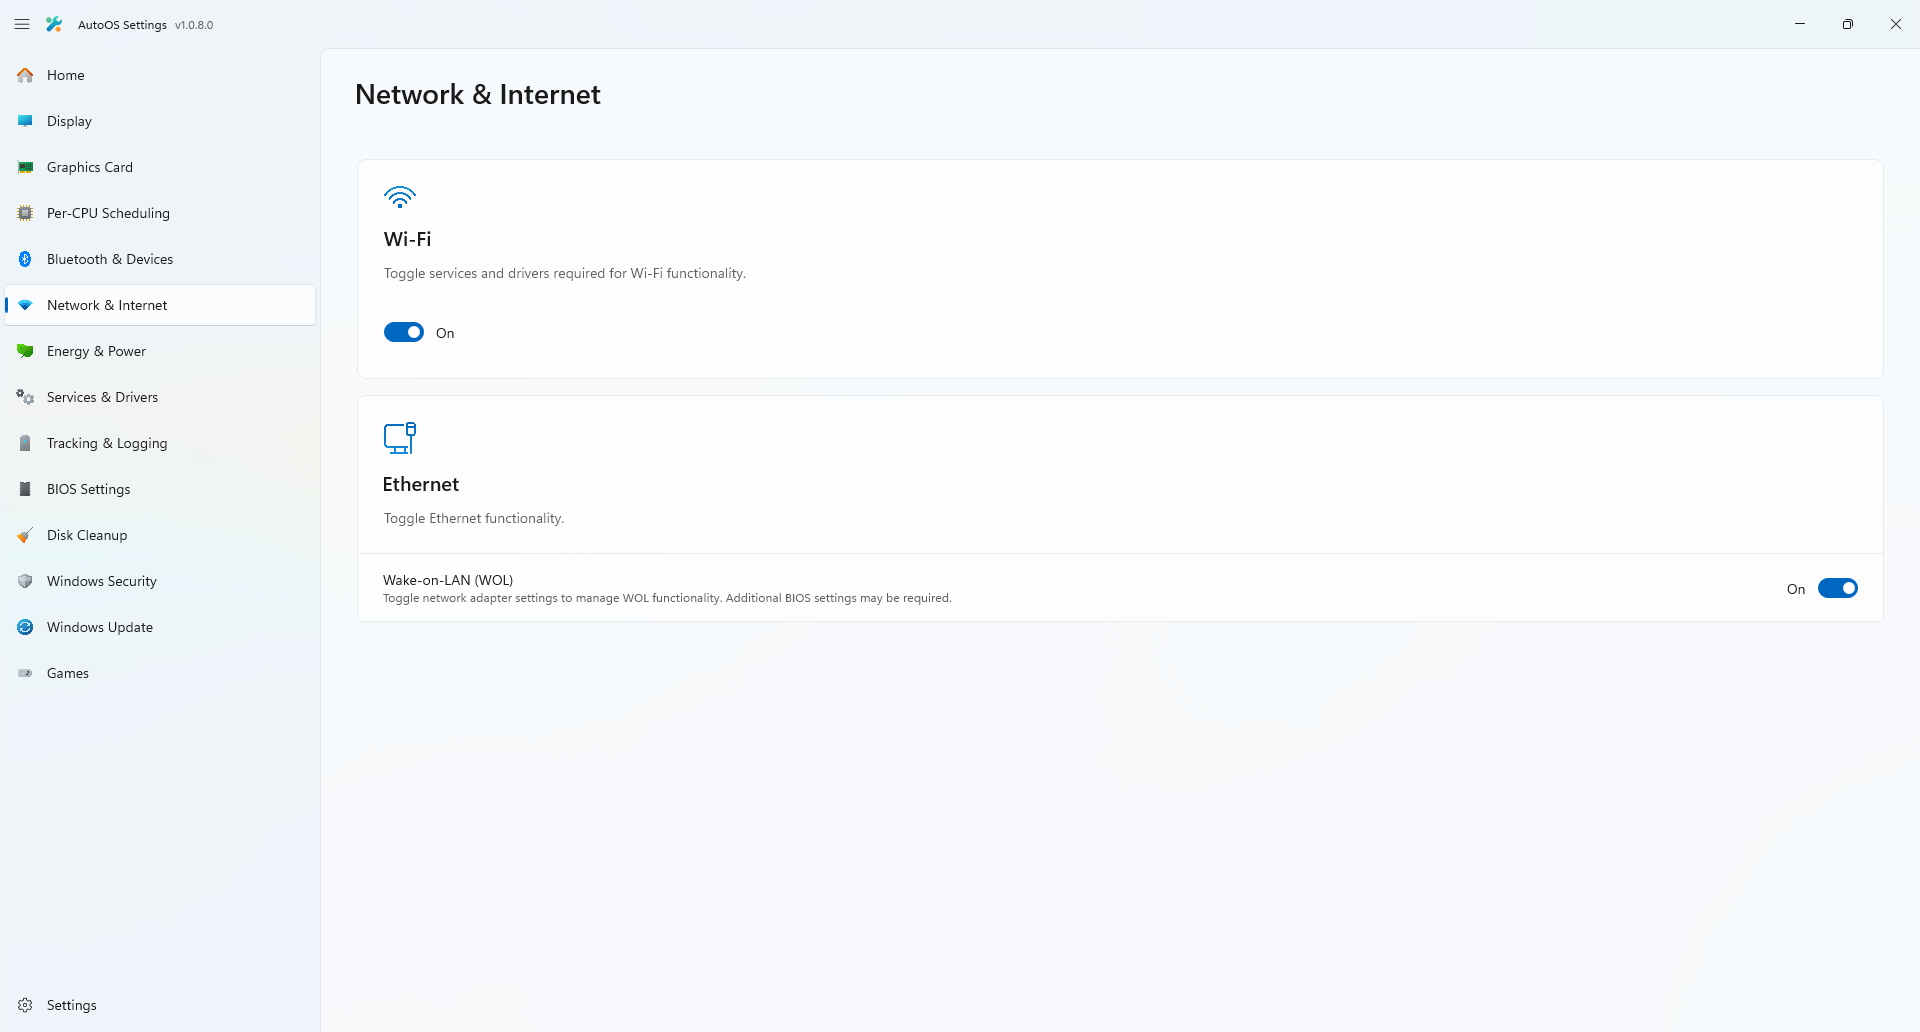 AutoOS Settings v1.0.8.0
Home
Display
Graphics Card
Per-CPU Scheduling
Bluetooth & Devices
Network & Internet
Energy & Power
Services & Drivers
Tracking & Logging
BIOS Settings
Disk Cleanup
Windows Security
Windows Update
Games
Settings
Network & Internet
Wi-Fi
Toggle services and drivers required for Wi-Fi functionality.
On
Ethernet
Toggle Ethernet functionality.
Wake-on-LAN (WOL)
Toggle network adapter settings to manage WOL functionality. Additional BIOS settings may be required.
On